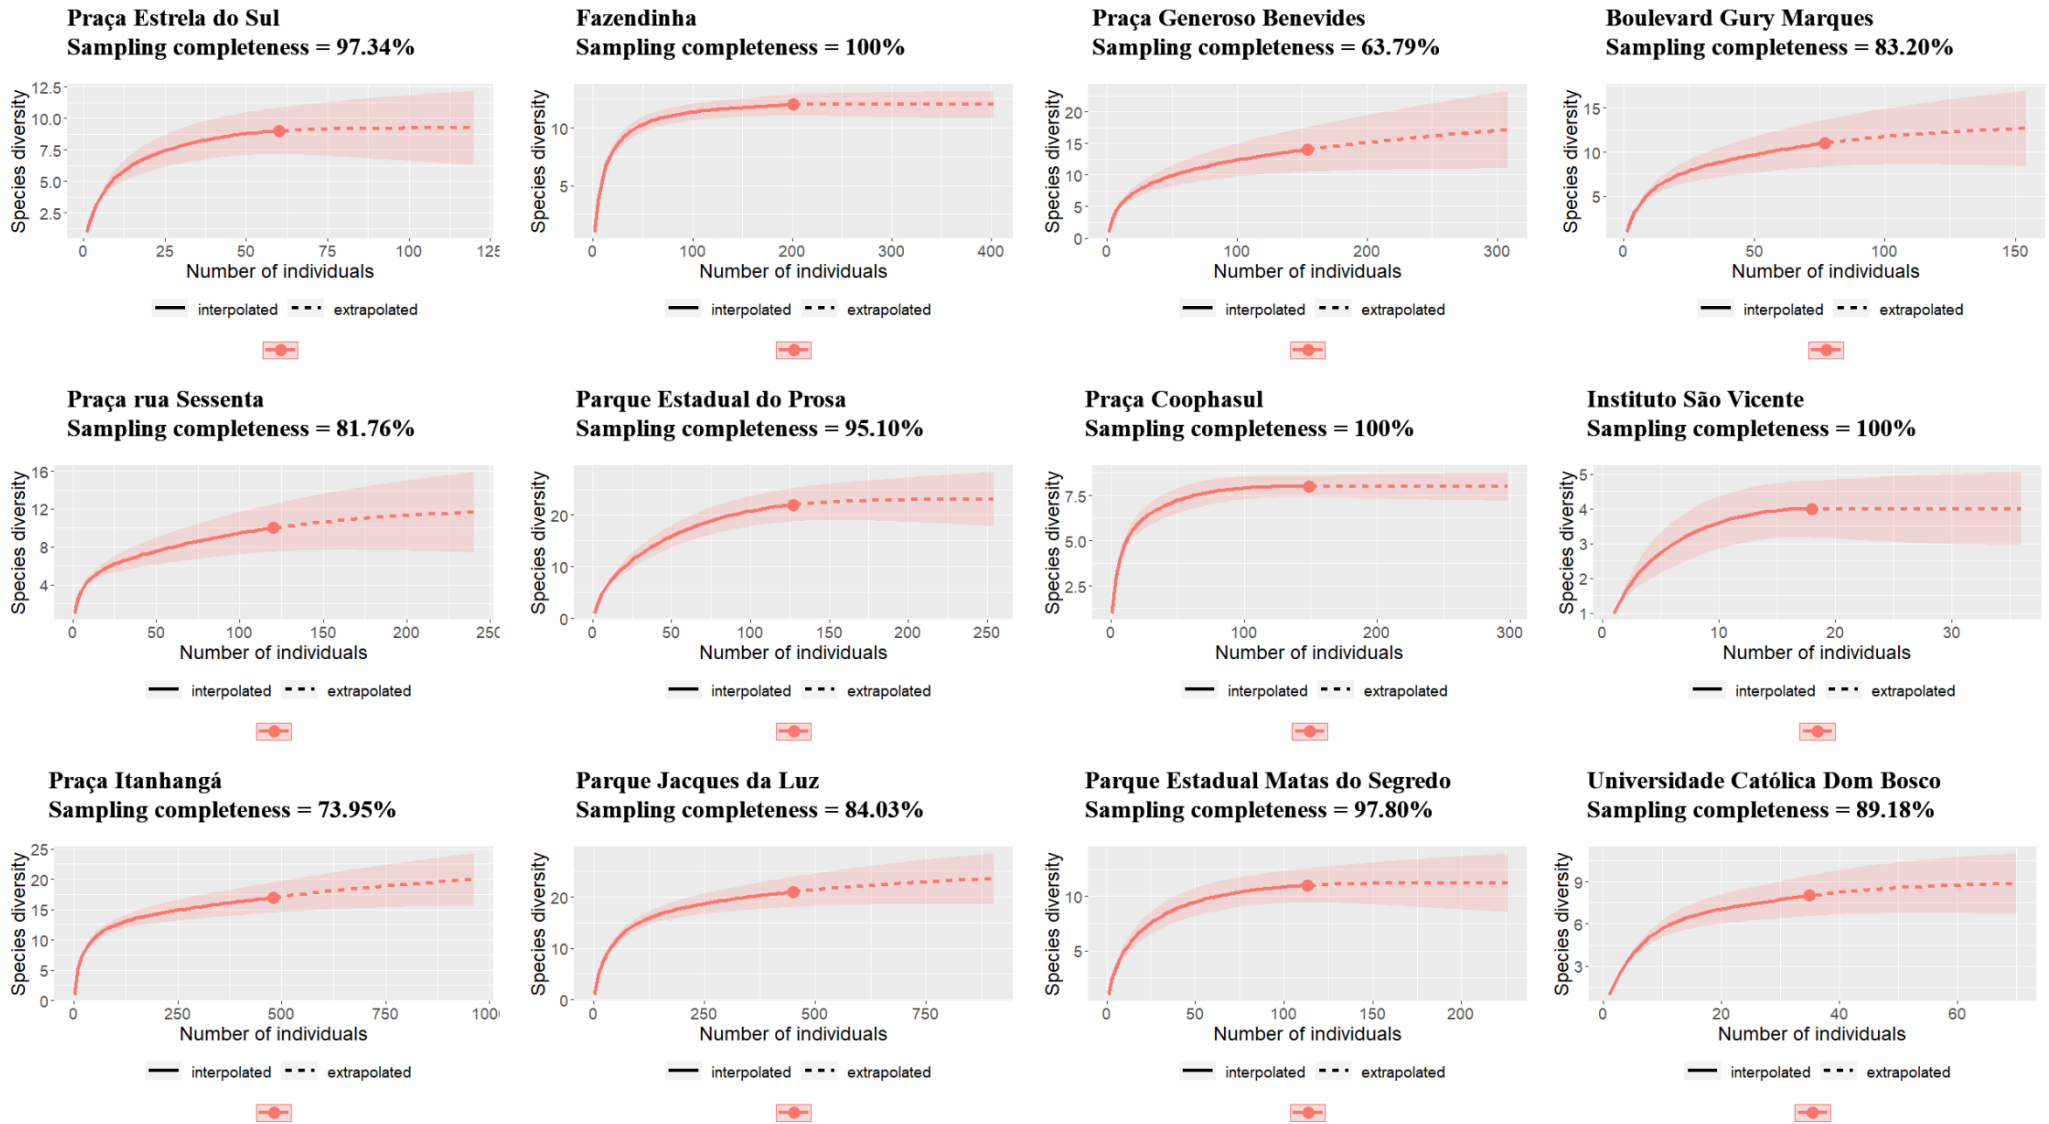 Praça Estrela do Sul
Sampling completeness = 97.34%
Species diversity
12.5
10.0
7.5
5.0
2.5
0
25
50
75
100
125
Number of individuals
interpolated
extrapolated
Fazendinha
Sampling completeness = 100%
Species diversity
10
5
0
100
200
300
400
Number of individuals
interpolated
extrapolated
Praça Generoso Benevides
Sampling completeness = 63.79%
Species diversity
20
15
10
5
0
0
100
200
300
Number of individuals
interpolated
extrapolated
Boulevard Gury Marques
Sampling completeness = 83.20%
Species diversity
15
10
5
0
50
100
150
Number of individuals
interpolated
extrapolated
Praça rua Sessenta
Sampling completeness = 81.76%
Species diversity
16
12
8
4
0
50
100
150
200
250
Number of individuals
interpolated
extrapolated
Parque Estadual do Prosa
Sampling completeness = 95.10%
Species diversity
20
10
0
0
50
100
150
200
250
Number of individuals
interpolated
extrapolated
Praça Coophasul
Sampling completeness = 100%
Species diversity
7.5
5.0
2.5
0
100
200
300
Number of individuals
interpolated
extrapolated
Instituto São Vicente
Sampling completeness = 100%
Species diversity
5
4
3
2
1
0
10
20
30
Number of individuals
interpolated
extrapolated
Praça Itanhangá
Sampling completeness = 73.95%
Species diversity
25
20
15
10
5
0
0
250
500
750
100
Number of individuals
interpolated
extrapolated
Parque Jacques da Luz
Sampling completeness = 84.03%
Species diversity
20
10
0
0
250
500
750
Number of individuals
interpolated
extrapolated
Parque Estadual Matas do Segredo
Sampling completeness = 97.80%
Species diversity
10
5
0
50
100
150
200
Number of individuals
interpolated
extrapolated
Universidade Católica Dom Bosco
Sampling completeness = 89.18%
Species diversity
9
6
3
0
20
40
60
Number of individuals
interpolated
extrapolated